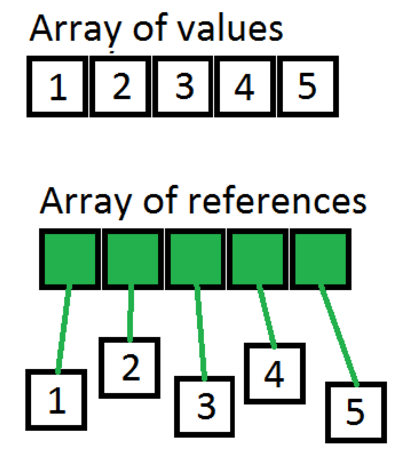 Array of values
1 2 3 4 5
Array of references
1 2 3 4 5